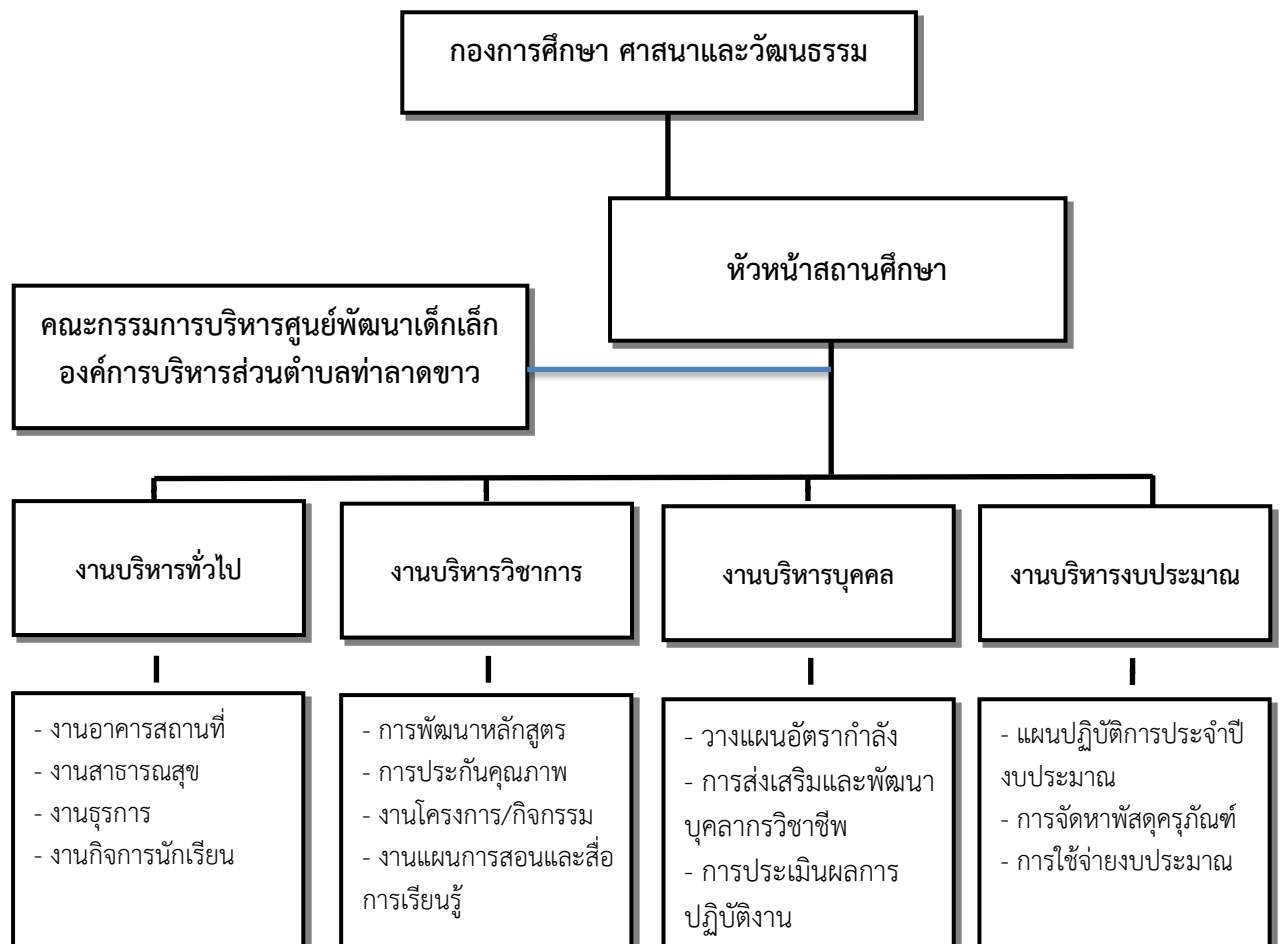 กองการศึกษา ศาสนาและวัฒนธรรม
หัวหน้าสถานศึกษา
คณะกรรมการบริหารศูนย์พัฒนาเด็กเล็ก
องค์การบริหารส่วนตำบลท่าลาดขาว
งานบริหารทั่วไป
งานบริหารวิชาการ
งานบริหารบุคคล
งานบริหารงบประมาณ
- งานอาคารสถานที่
- งานสาธารณสุข
- งานธุรการ
- งานกิจการนักเรียน
- การพัฒนาหลักสูตร
- การประกันคุณภาพ
- งานโครงการ/กิจกรรม
- งานแผนการสอนและสื่อ
การเรียนรู้
- วางแผนอัตรากำลัง
- การส่งเสริมและพัฒนา
บุคลากรวิชาชีพ
- การประเมินผลการ
ปฏิบัติงาน
- แผนปฏิบัติการประจำปี
งบประมาณ
- การจัดหาพัสดุครุภัณฑ์
- การใช้จ่ายงบประมาณ